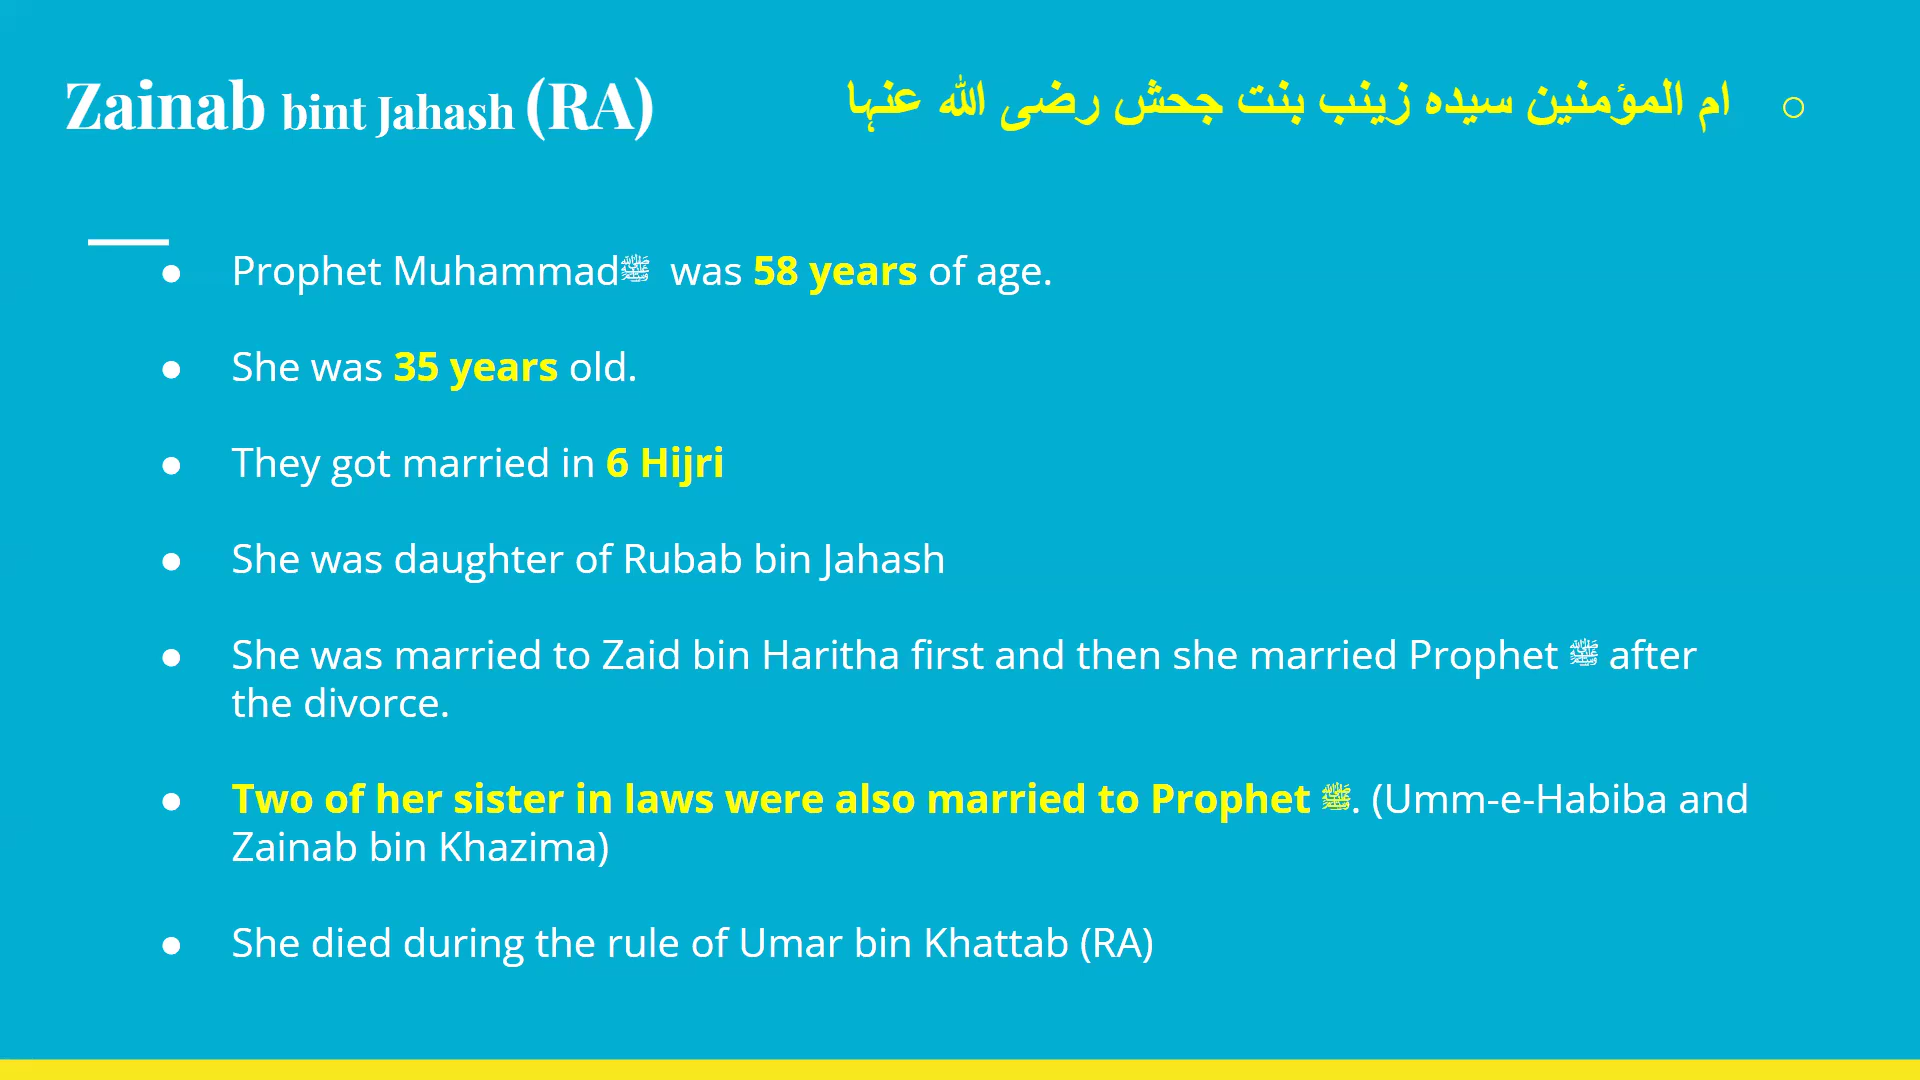 Zainab bint Jahash (RA)
ام المؤمنین سیدہ زینب بنت جحش رضی اللہ عنہا
Prophet Muhammadﷺ was 58 years of age.
She was 35 years old.
They got married in 6 Hijri
She was daughter of Rubab bin Jahash
She was married to Zaid bin Haritha first and then she married Prophet ﷺ after
the divorce.
Two of her sister in laws were also married to Prophet ﷺ. (Umm-e-Habiba and
Zainab bin Khazima)
She died during the rule of Umar bin Khattab (RA)